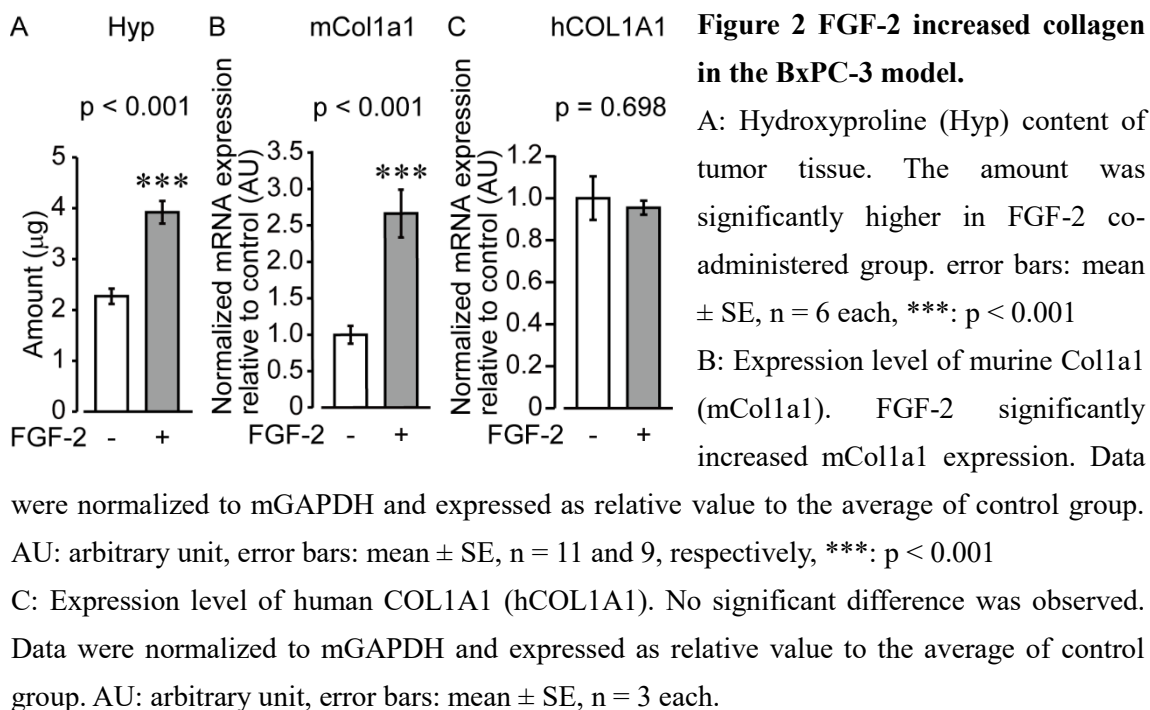 A Hyp B mCol1a1 C hCOL1A1
p < 0.001 p < 0.001 p = 0.698
Amount (μg)
5
4
3
2
1
0
***
FGF-2 - +
Normalized mRNA expression
relative to control (AU)
3.5
3.0
2.5
2.0
1.5
1.0
0.5
0
***
FGF-2 - +
Normalized mRNA expression
relative to control (AU)
1.2
1.0
0.8
0.6
0.4
0.2
0
FGF-2 - +
Figure 2 FGF-2 increased collagen
in the BxPC-3 model.
A: Hydroxyproline (Hyp) content of
tumor tissue. The amount was
significantly higher in FGF-2 co-
administered group. error bars: mean
± SE, n = 6 each, ***: p < 0.001
B: Expression level of murine Col1a1
(mCol1a1). FGF-2 significantly
increased mCol1a1 expression. Data
were normalized to mGAPDH and expressed as relative value to the average of control group.
AU: arbitrary unit, error bars: mean ± SE, n = 11 and 9, respectively, ***: p < 0.001
C: Expression level of human COL1A1 (hCOL1A1). No significant difference was observed.
Data were normalized to mGAPDH and expressed as relative value to the average of control
group. AU: arbitrary unit, error bars: mean ± SE, n = 3 each.